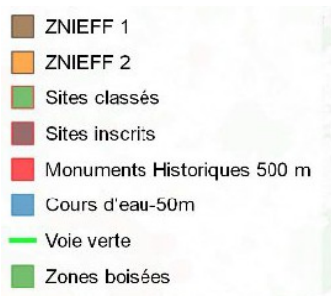 ZNIEFF 1
ZNIEFF 2
Sites classés
Sites inscrits
Monuments Historiques 500 m
Cours d'eau-50m
Voie verte
Zones boisées